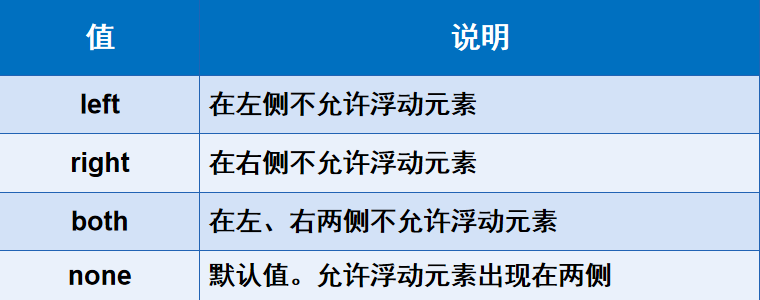 值 说明
left 在左侧不允许浮动元素
right 在右侧不允许浮动元素
both 在左、右两侧不允许浮动元素
none 默认值。允许浮动元素出现在两侧